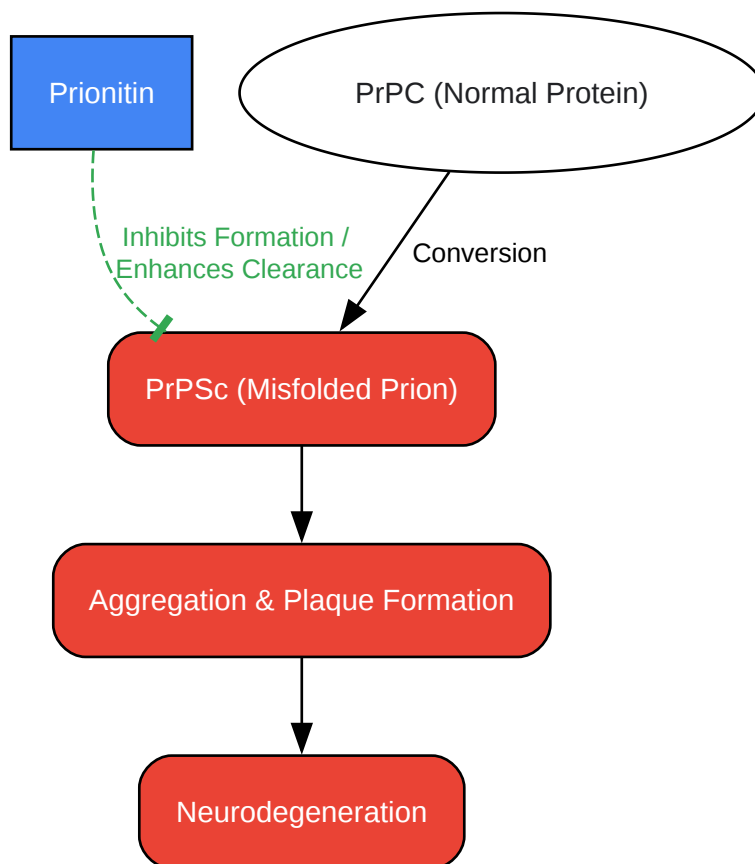 Prionitin
PrPC (Normal Protein)
Inhibits Formation /
Enhances Clearance
Conversion
PrPSc (Misfolded Prion)
Aggregation & Plaque Formation
Neurodegeneration